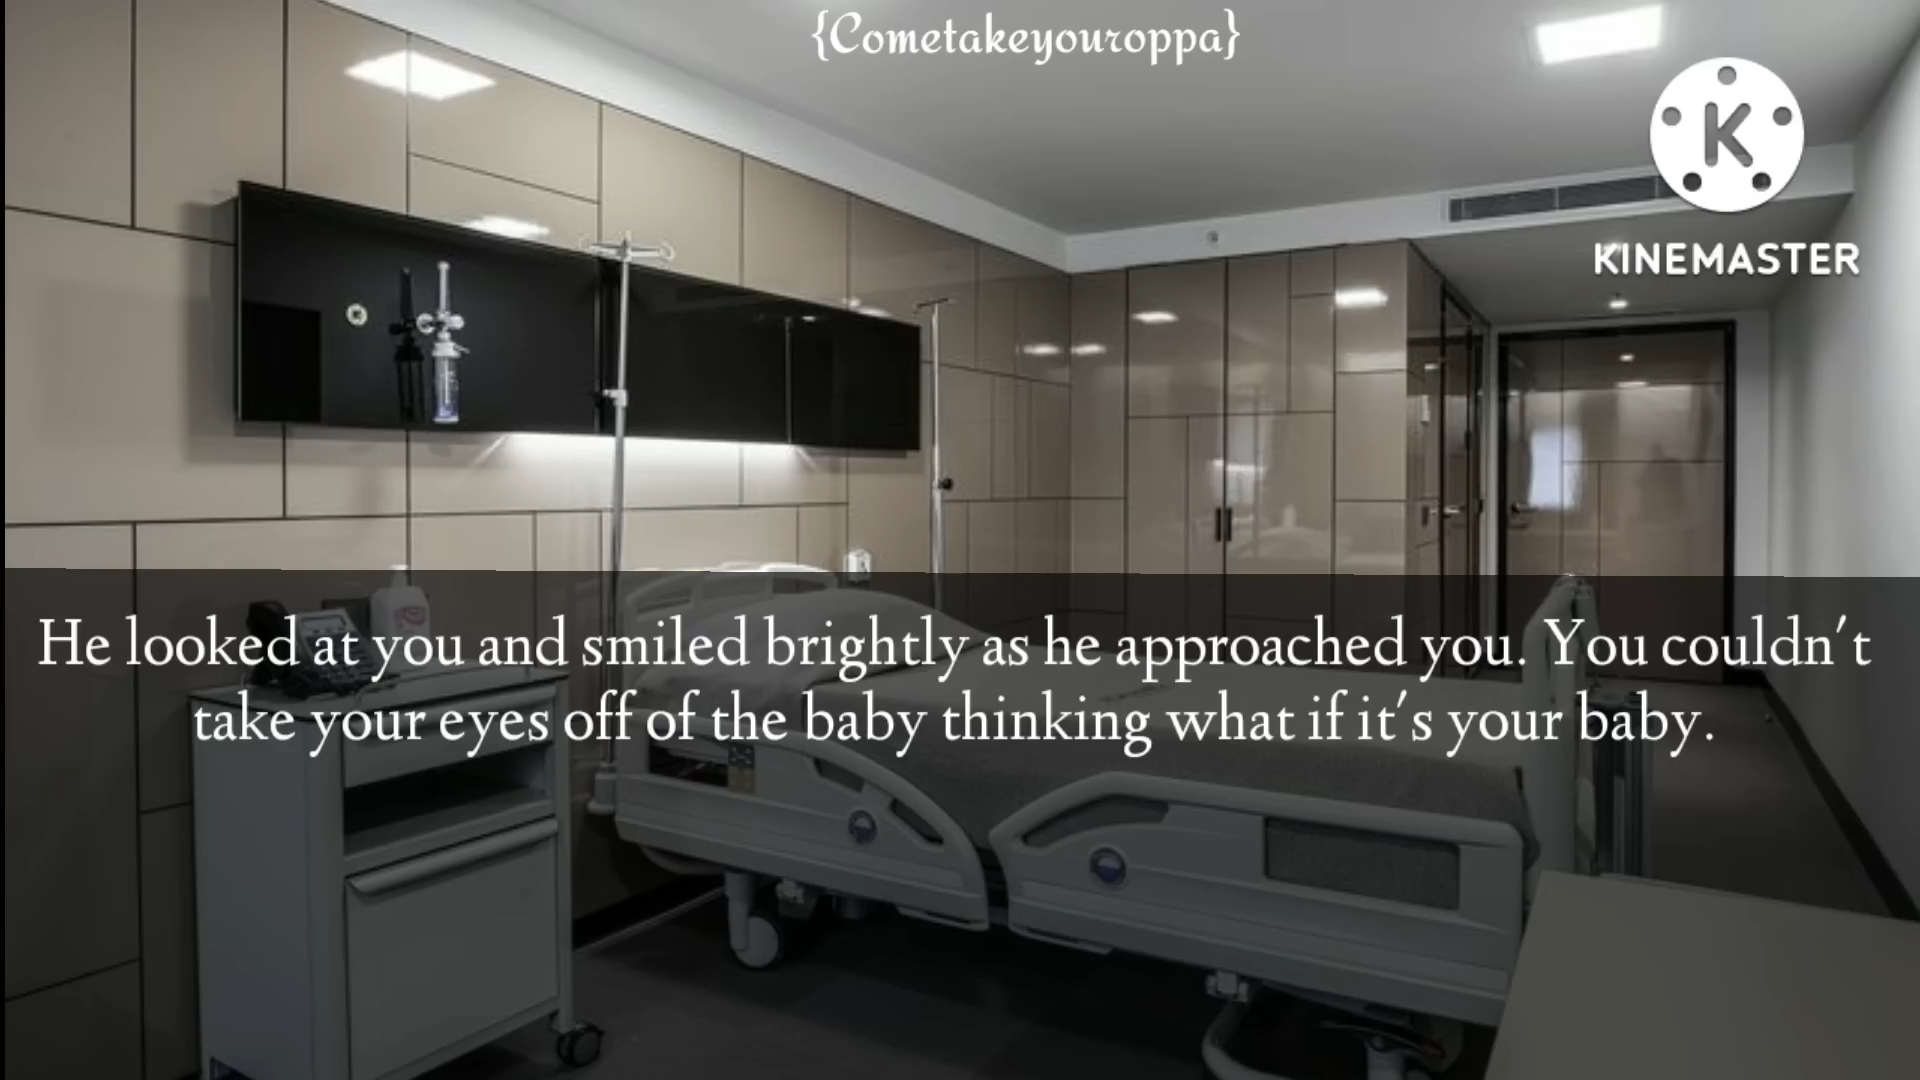 {Cometakeyouroppa}
K
KINEMASTER
He looked at you and smiled brightly as he approached you. You couldn't
take your eyes off of the baby thinking what if it's your baby.